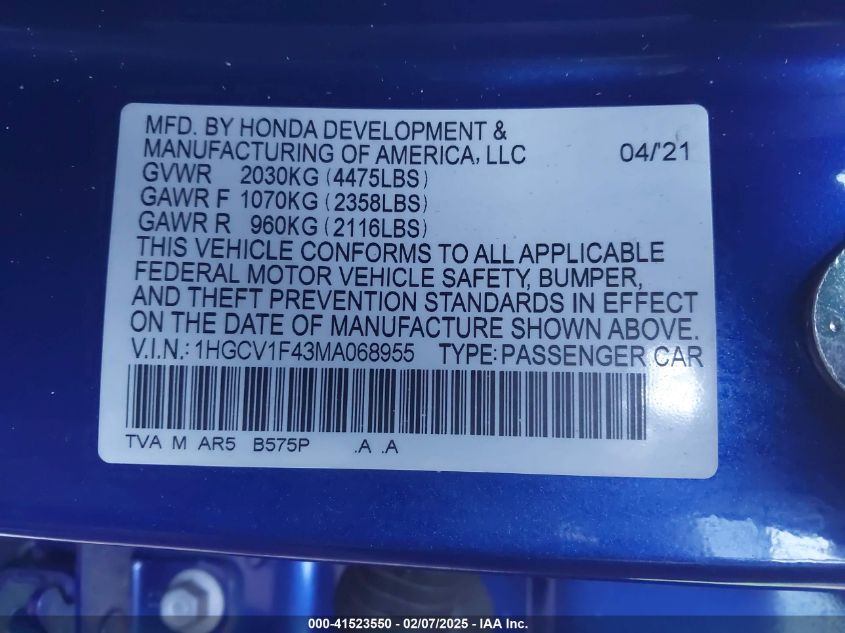 MFD. BY HONDA DEVELOPMENT &
MANUFACTURING OF AMERICA, LLC 04/'21
GVWR 2030KG (4475LBS)
GAWR F 1070KG (2358LBS)
GAWR R 960KG (2116LBS)
THIS VEHICLE CONFORMS TO ALL APPLICABLE
FEDERAL MOTOR VEHICLE SAFETY, BUMPER,
AND THEFT PREVENTION STANDARDS IN EFFECT
ON THE DATE OF MANUFACTURE SHOWN ABOVE.
V.I.N.: 1HGCV1F43MA068955 TYPE: PASSENGER CAR
TVA M AR5 B575P .A .A
000-41523550 - 02/07/2025 - IAA Inc.